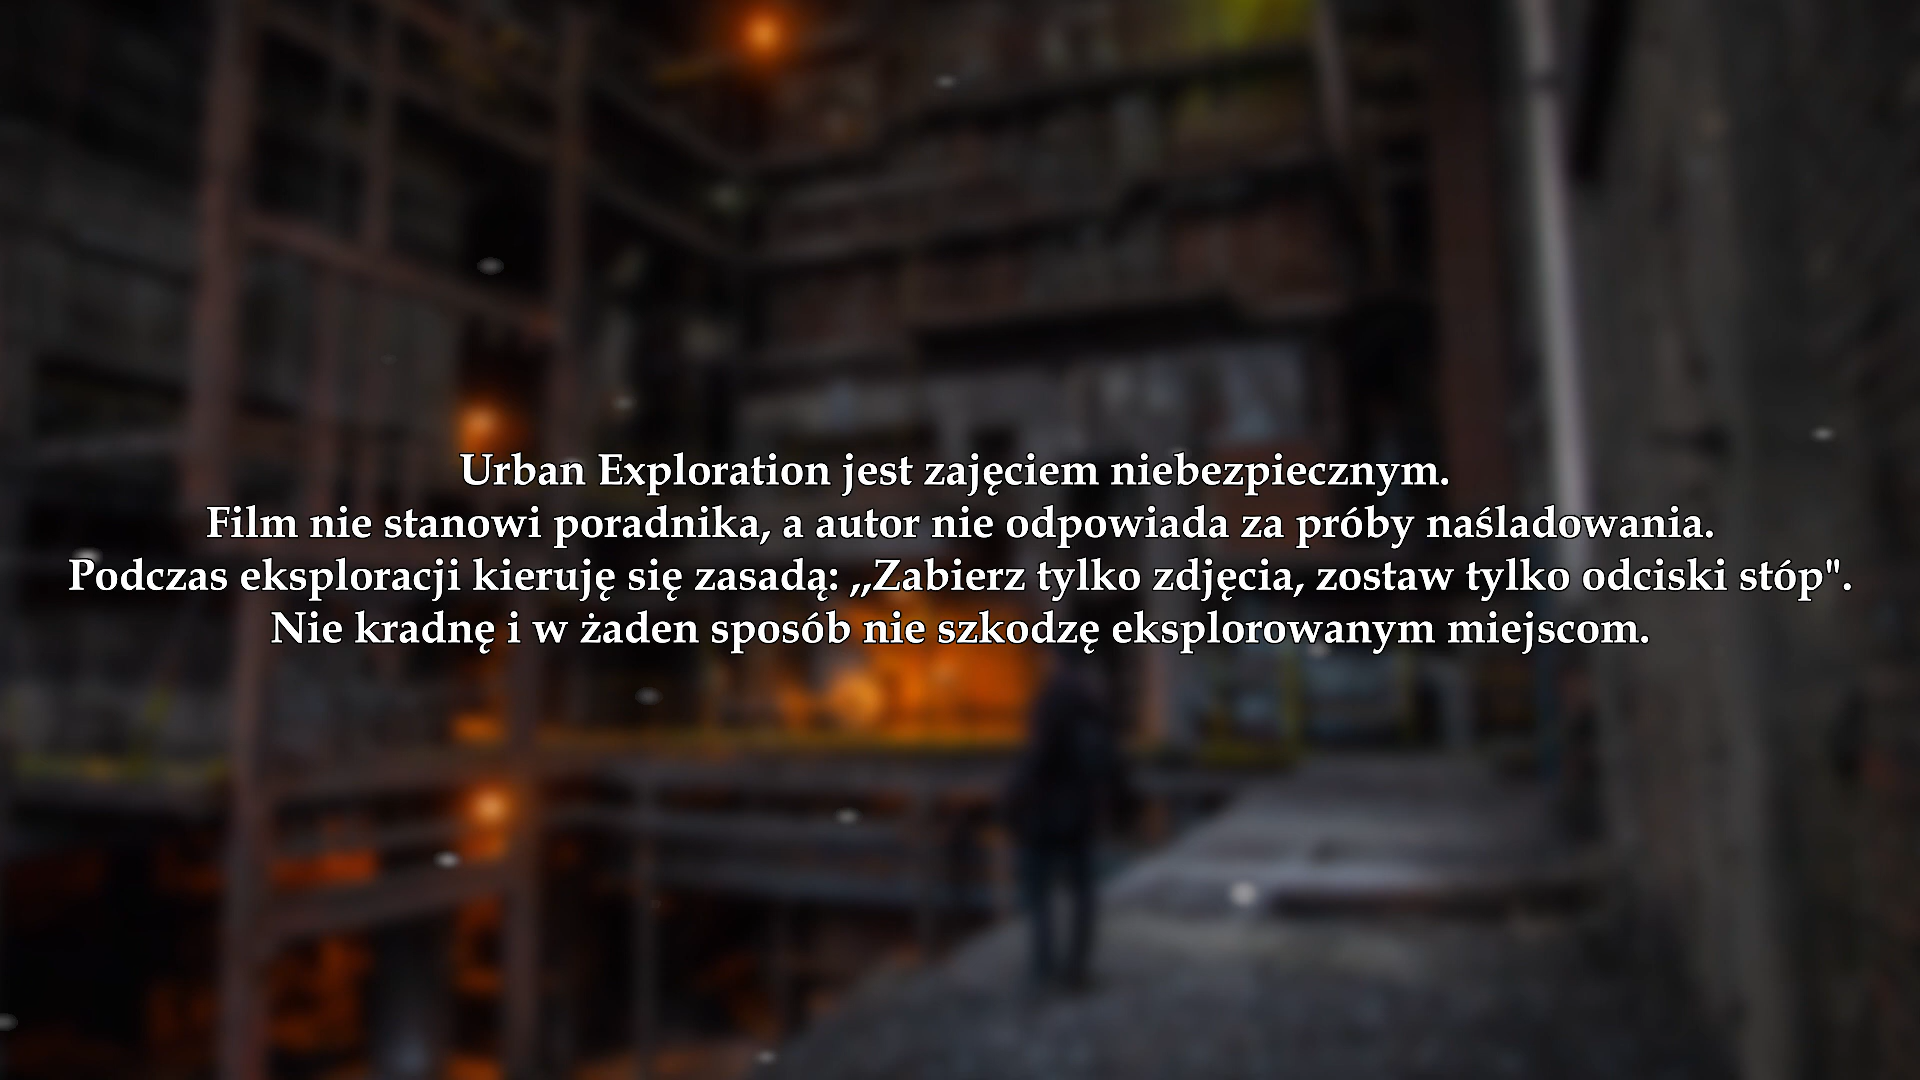 Urban Exploration jest zajęciem niebezpiecznym.
Film nie stanowi poradnika, a autor nie odpowiada za próby naśladowania.
Podczas eksploracji kieruję się zasadą: ,,Zabierz tylko zdjęcia, zostaw tylko odciski stóp".
Nie kradnę i w żaden sposób nie szkodzę eksplorowanym miejscom.